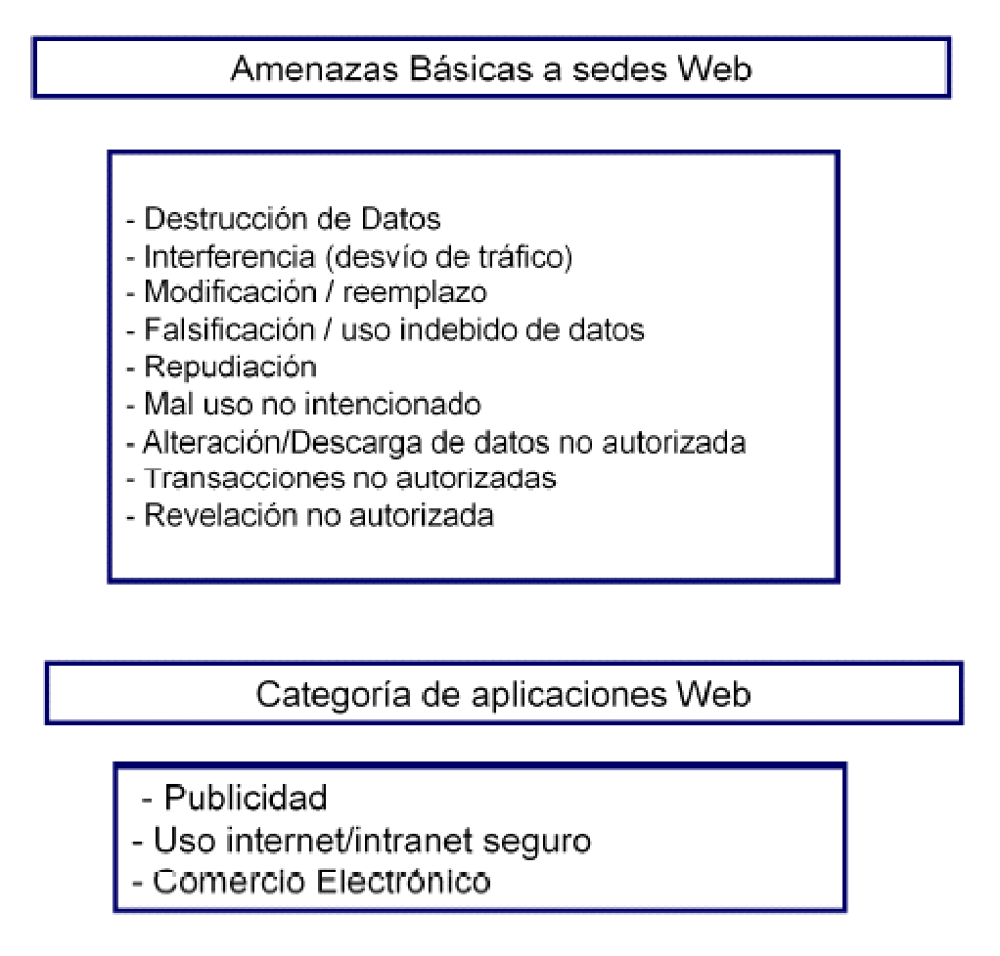 Amenazas Básicas a sedes Web
- Destrucción de Datos
- Interferencia (desvío de tráfico)
- Modificación / reemplazo
- Falsificación / uso indebido de datos
- Repudiación
- Mal uso no intencionado
- Alteración/Descarga de datos no autorizada
- Transacciones no autorizadas
- Revelación no autorizada
Categoría de aplicaciones Web
- Publicidad
- Uso internet/intranet seguro
- Comercio Electrónico